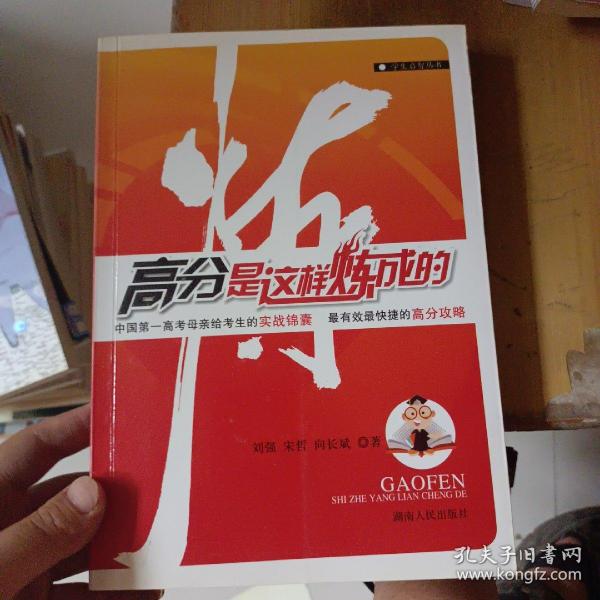 学生启智丛书
炼
高分是这样炼成的
中国第一高考母亲给考生的实战锦囊 最有效最快捷的高分攻略
刘强 宋哲 向长斌 ◎著
GAOFEN
SHI ZHE YANG LIAN CHENG DE
湖南人民出版社
孔夫子旧书网
www.kongfz.com